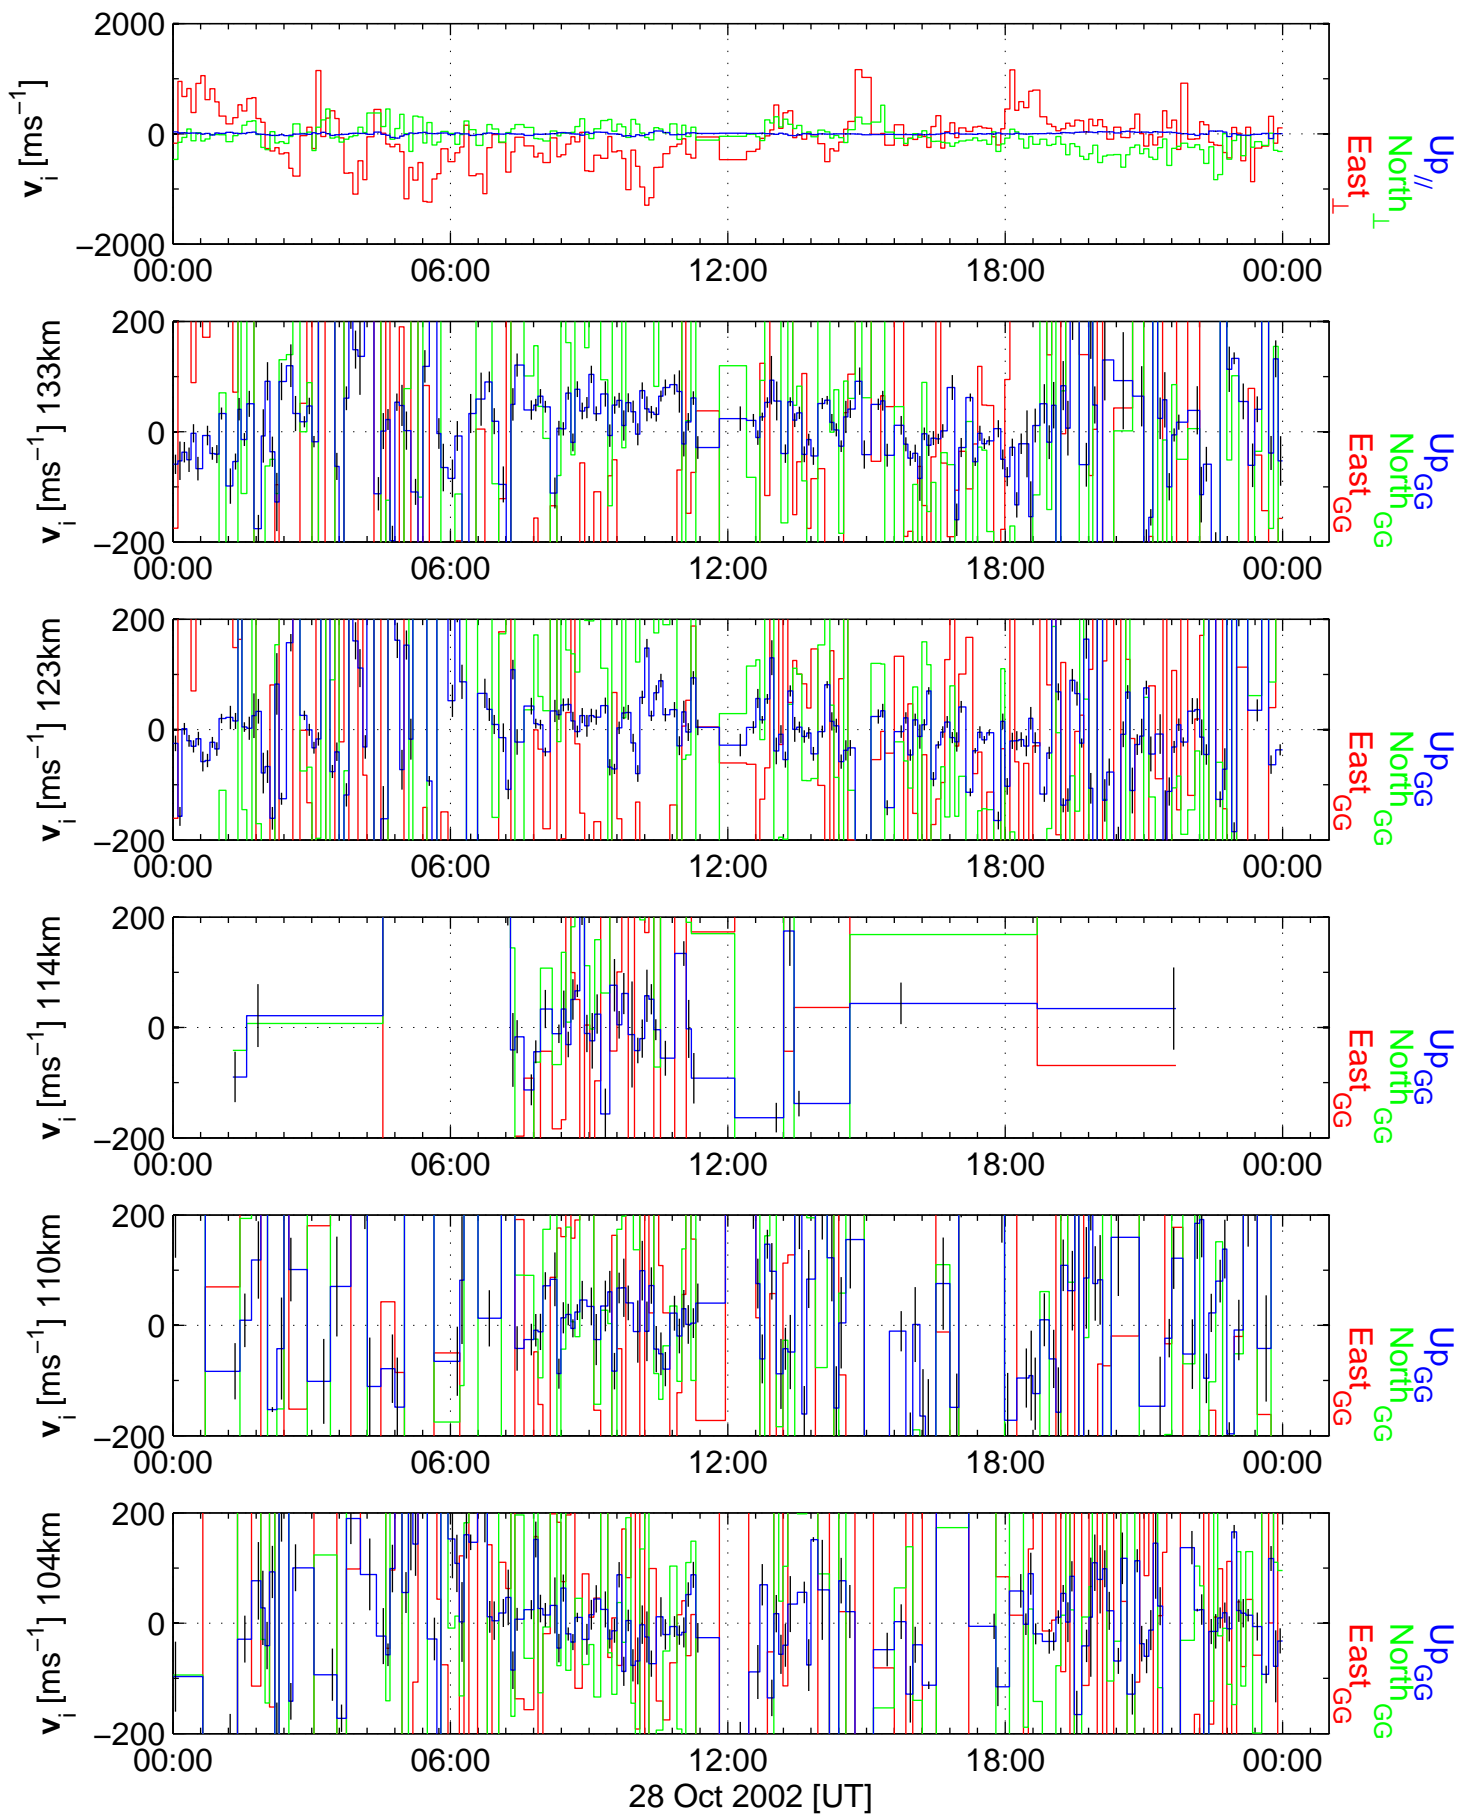 2000
0
−2000
v_i [ms^−1]
00:00 06:00 12:00 18:00 00:00
Up_//
North_⊥
East_⊥
200
0
−200
v_i [ms^−1] 133km
00:00 06:00 12:00 18:00 00:00
Up_GG
North_GG
East_GG
200
0
−200
v_i [ms^−1] 123km
00:00 06:00 12:00 18:00 00:00
Up_GG
North_GG
East_GG
200
0
−200
v_i [ms^−1] 114km
00:00 06:00 12:00 18:00 00:00
Up_GG
North_GG
East_GG
200
0
−200
v_i [ms^−1] 110km
00:00 06:00 12:00 18:00 00:00
Up_GG
North_GG
East_GG
200
0
−200
v_i [ms^−1] 104km
00:00 06:00 12:00 18:00 00:00
Up_GG
North_GG
East_GG
28 Oct 2002 [UT]